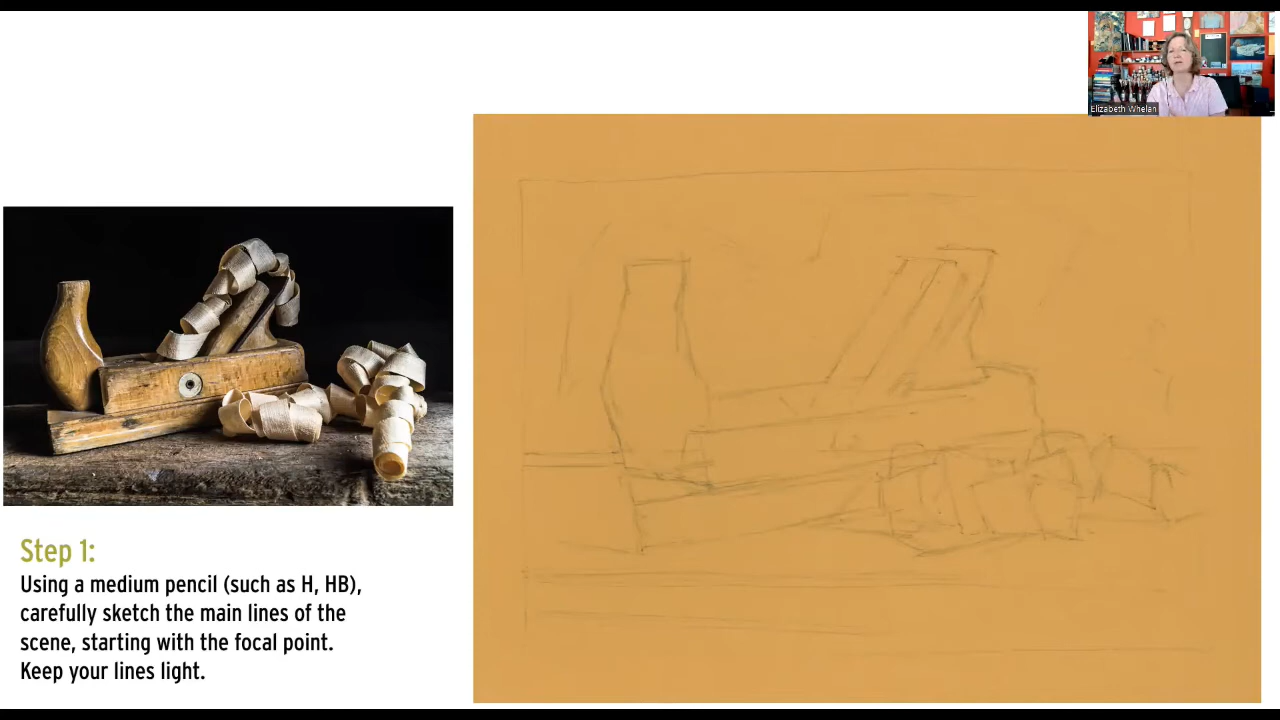 Elizabeth Whelan
Step 1:
Using a medium pencil (such as H, HB),
carefully sketch the main lines of the
scene, starting with the focal point.
Keep your lines light.